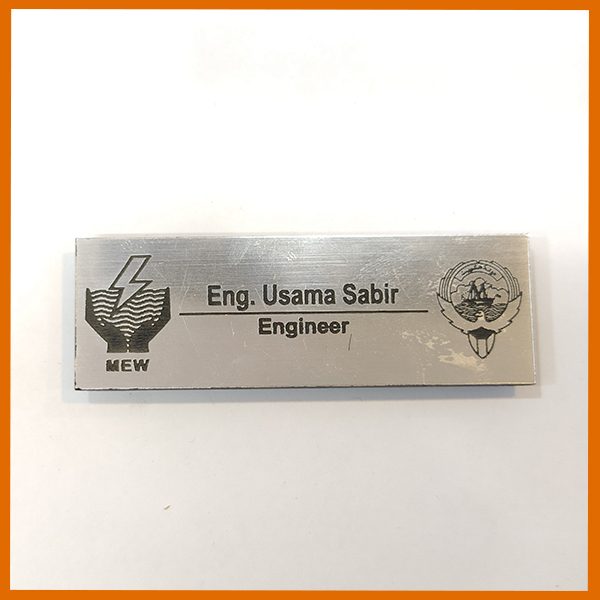 Eng. Usama Sabir
Engineer
MEW